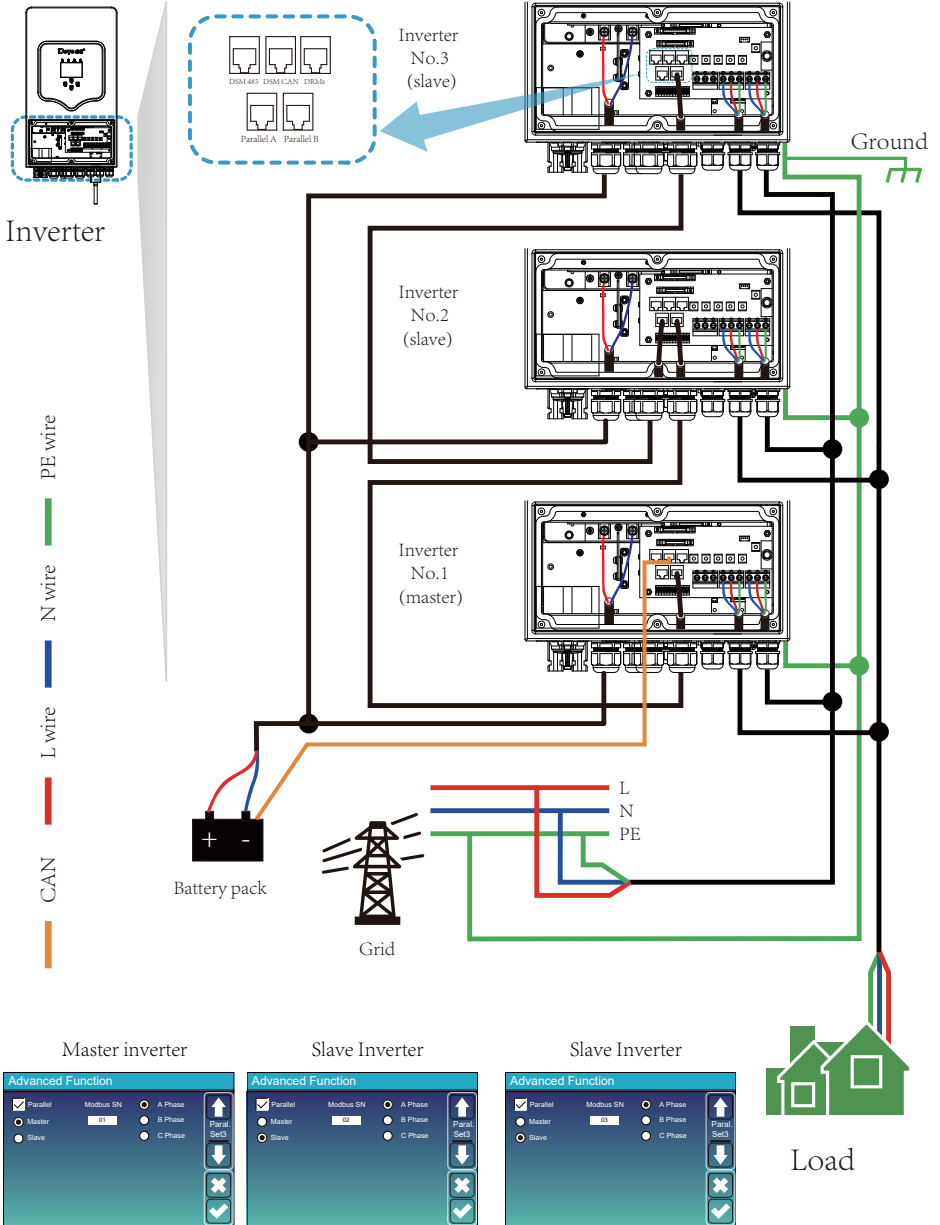 Deye
DSM 485 DSM CAN DRMs
Parallel A Parallel B
Inverter
Inverter
No.3
(slave)
Ground
Inverter
No.2
(slave)
Inverter
No.1
(master)
PE wire
N wire
L wire
CAN
+ -
Battery pack
Grid
L
N
PE
Load
Master inverter
Advanced Function
Parallel Modbus SN A Phase
Master 01 B Phase
Slave C Phase
Paral.
Set3
Slave Inverter
Advanced Function
Parallel Modbus SN A Phase
Master 02 B Phase
Slave C Phase
Paral.
Set3
Slave Inverter
Advanced Function
Parallel Modbus SN A Phase
Master 03 B Phase
Slave C Phase
Paral.
Set3